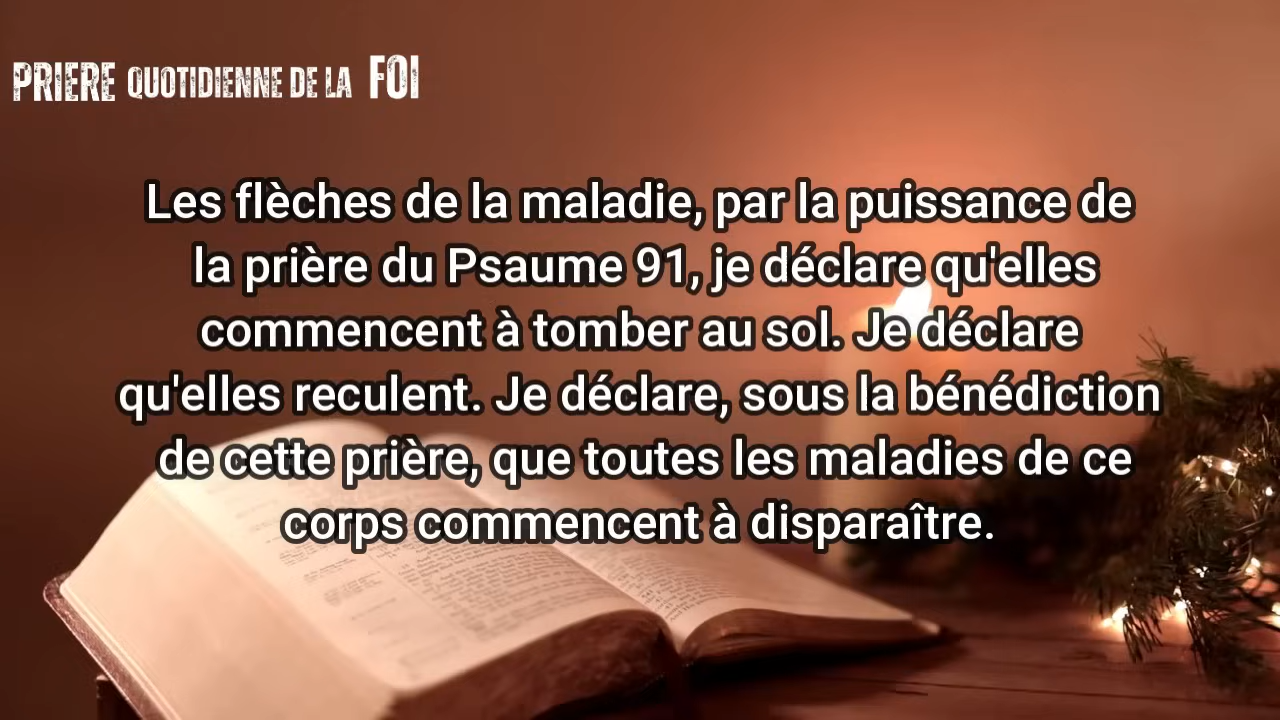 PRIERE QUOTIDIENNE DE LA FOI
Les flèches de la maladie, par la puissance de
la prière du Psaume 91, je déclare qu'elles
commencent à tomber au sol. Je déclare
qu'elles reculent. Je déclare, sous la bénédiction
de cette prière, que toutes les maladies de ce
corps commencent à disparaître.